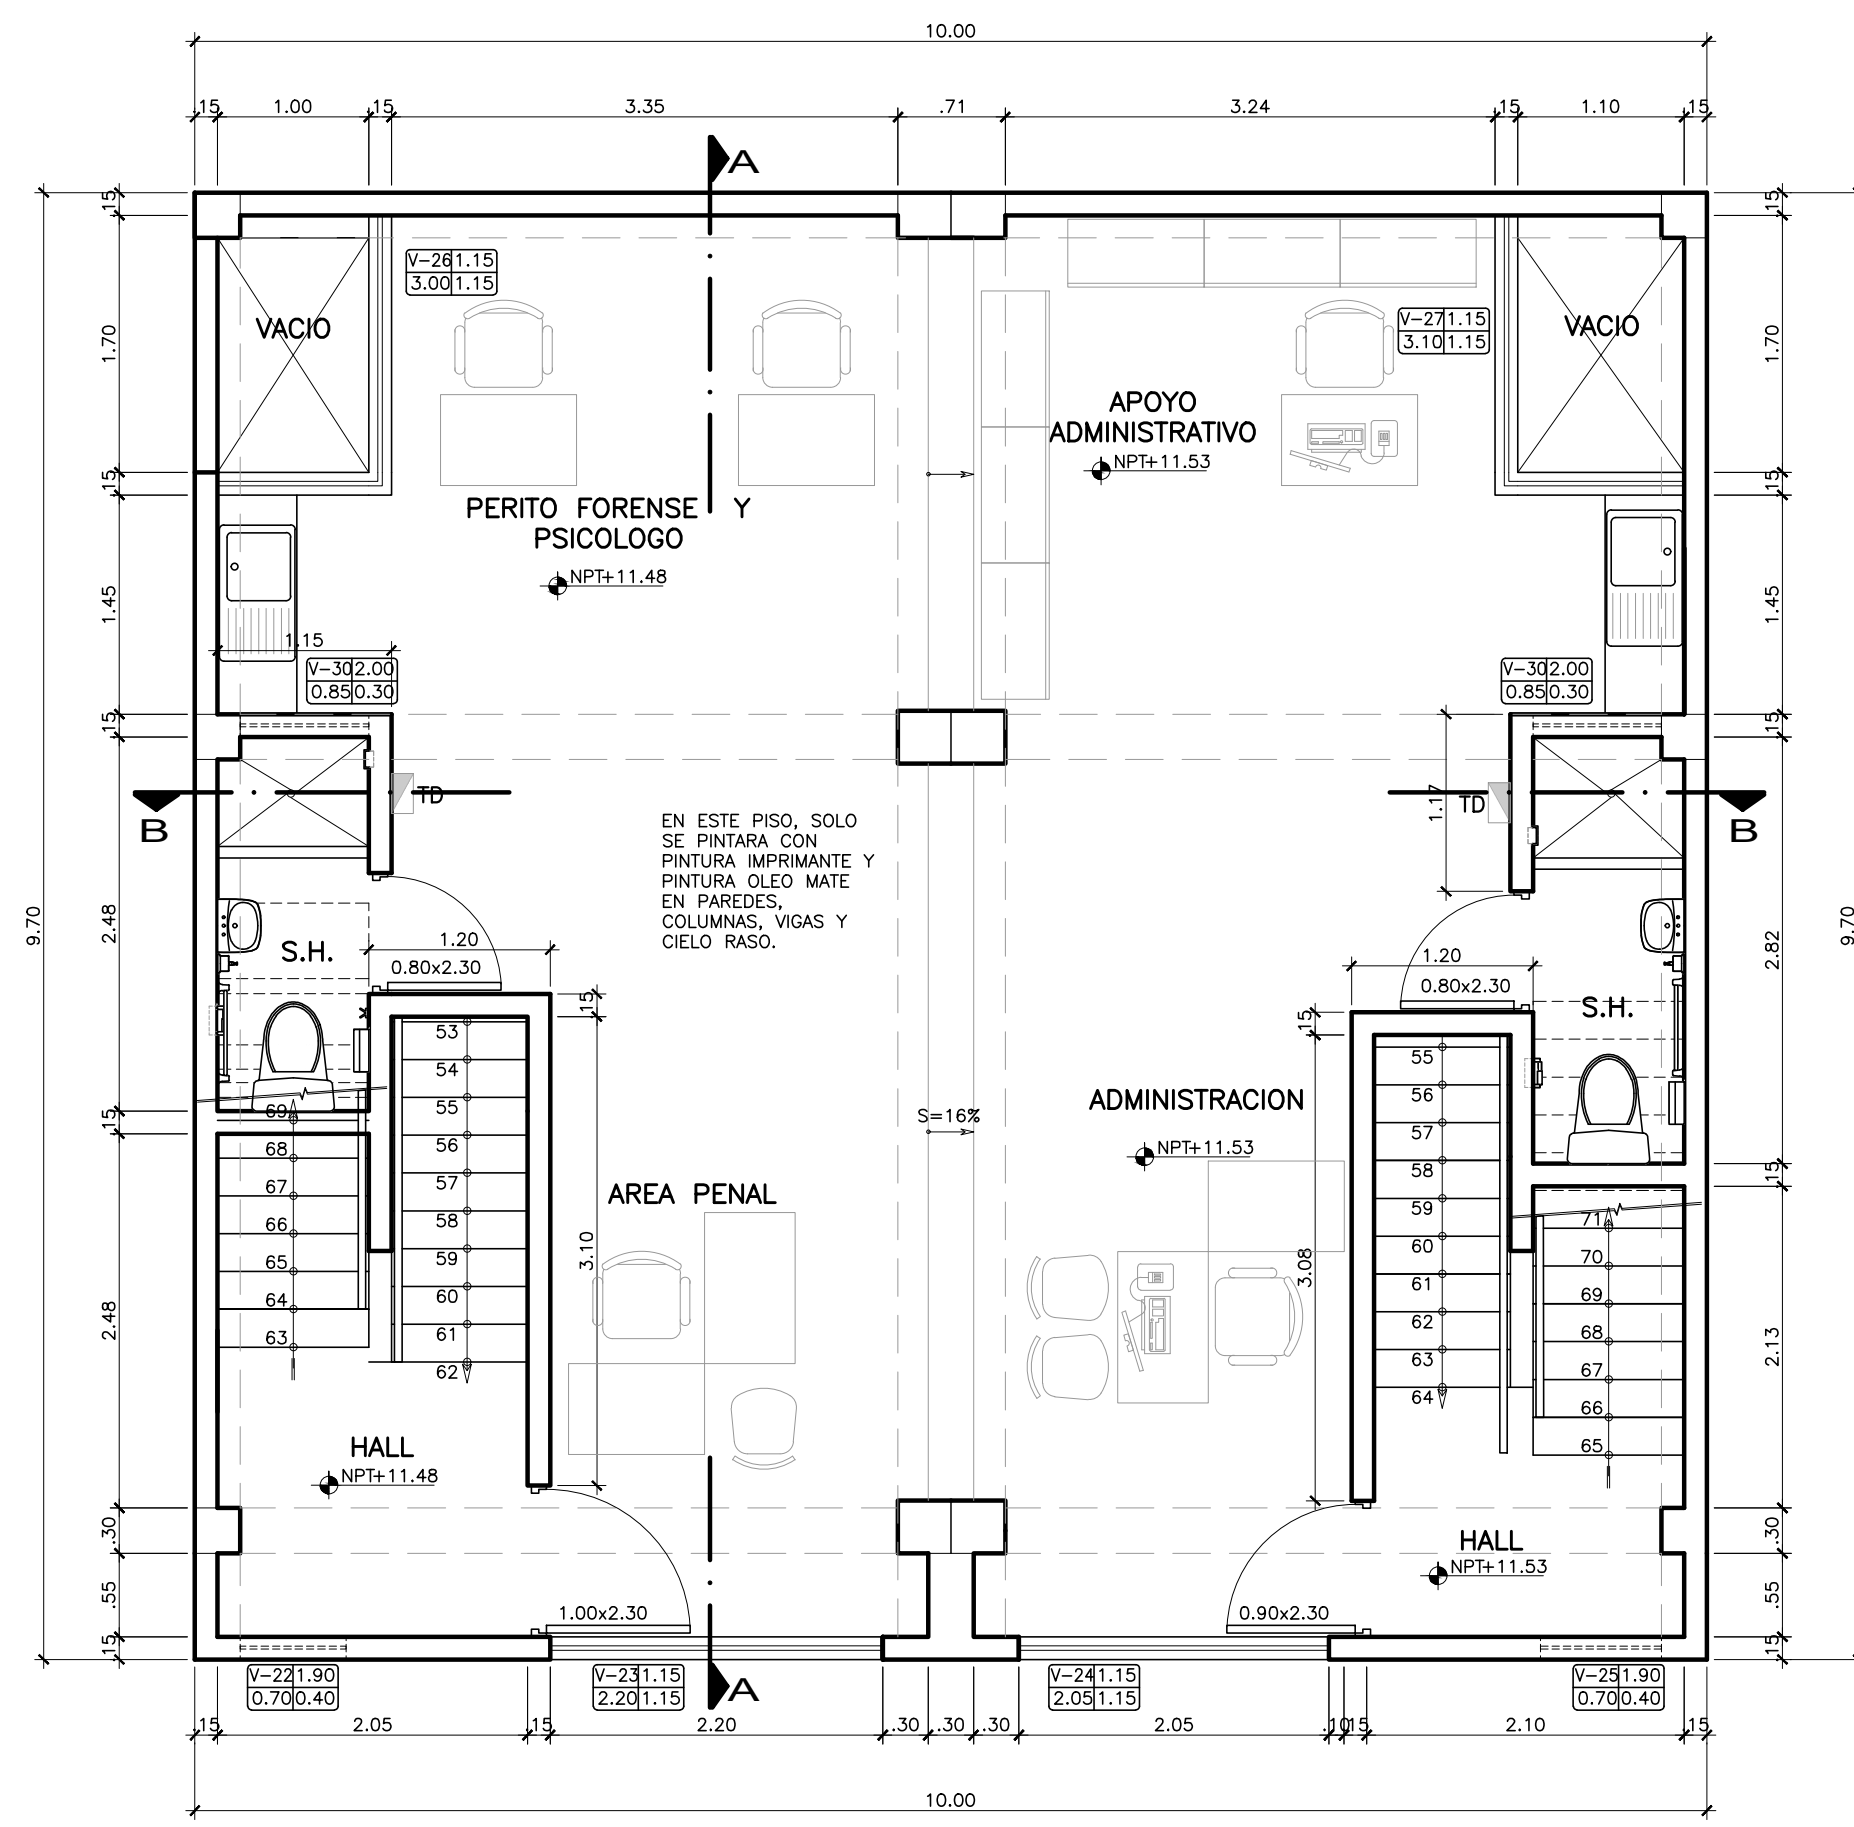 10.00
.15 1.00 .15 3.35 .71 3.24 .15 1.10 .15
A
.15
.15
V-26 1.15
3.00 1.15
VACIO
V-27 1.15
3.10 1.15
VACIO
1.70
1.70
APOYO
ADMINISTRATIVO
NPT+11.53
.15
.15
PERITO FORENSE Y
PSICOLOGO
NPT+11.48
1.45
1.45
1.15
V-30 2.00
0.85 0.30
V-30 2.00
0.85 0.30
.15
.15
TD
TD
1.17
B
B
EN ESTE PISO, SOLO
SE PINTARA CON
PINTURA IMPRIMANTE Y
PINTURA OLEO MATE
EN PAREDES,
COLUMNAS, VIGAS Y
CIELO RASO.
9.70
2.48
2.82
9.70
S.H.
1.20
0.80x2.30
1.20
0.80x2.30
S.H.
.15
.15
53
54
55
56
57
58
59
60
61
62
69
68
67
66
65
64
63
.15
3.10
S=16%
ADMINISTRACION
NPT+11.53
AREA PENAL
55
56
57
58
59
60
61
62
63
64
71
70
69
68
67
66
65
.15
3.08
2.48
2.13
HALL
NPT+11.48
HALL
NPT+11.53
.30
.30
.55
.55
1.00x2.30
0.90x2.30
.15
.15
V-22 1.90
0.70 0.40
V-23 1.15
2.20 1.15
A
V-24 1.15
2.05 1.15
V-25 1.90
0.70 0.40
.15 2.05 .15 2.20 .30 .30 .30 2.05 .10 .15 2.10 .15
10.00